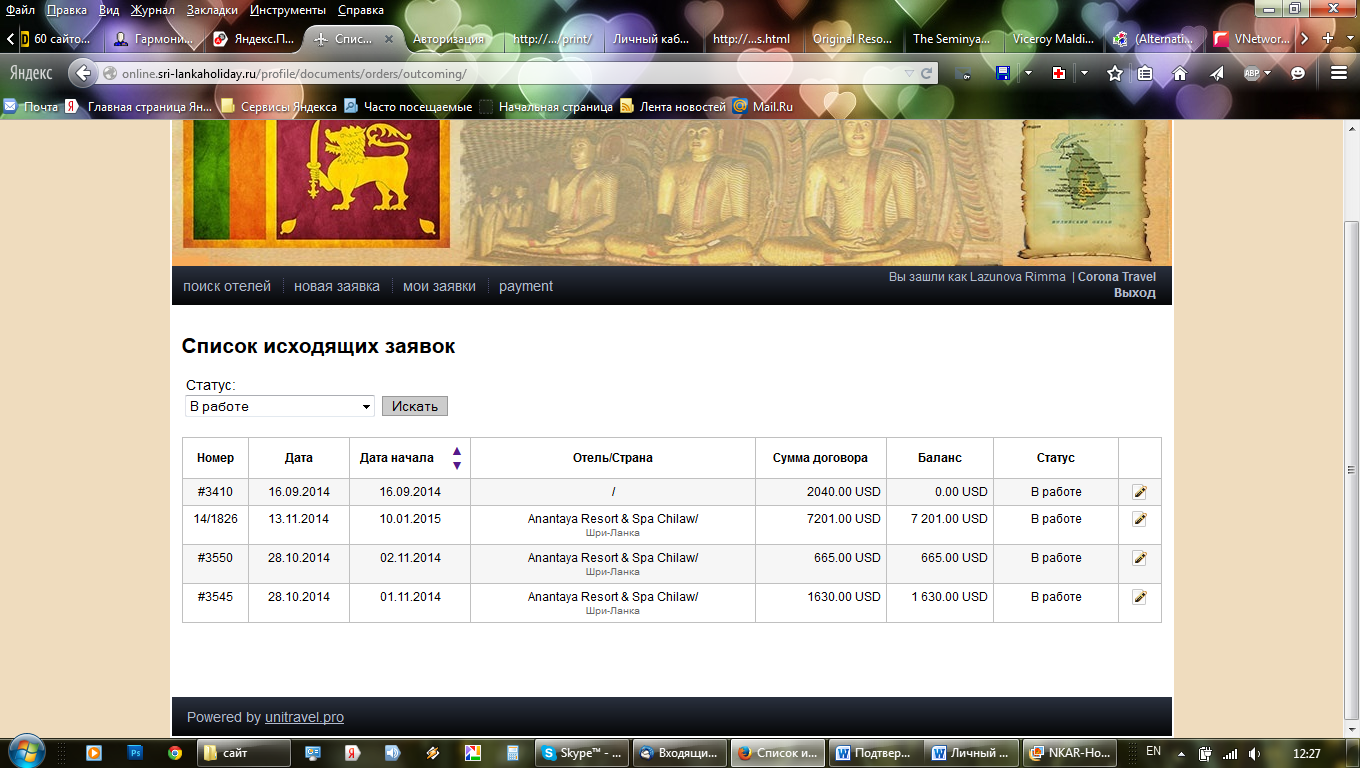 Файл Правка Вид Журнал Закладки Инструменты Справка
60 сайто... Гармони... Яндекс.П... Спис... Авторизация http:/.../print/ Личный каб... http:/...s.html Original Reso... The Seminya... Viceroy Maldi... (Alternati... VNetwor...
Яндекс online.sri-lankaholiday.ru/profile/documents/orders/outcoming/ ABP
Почта Главная страница Ян... Сервисы Яндекса Часто посещаемые Начальная страница Лента новостей Mail.Ru
поиск отелей новая заявка мои заявки payment
Вы зашли как Lazunova Rimma | Corona Travel
Выход
Список исходящих заявок
Статус:
В работе Искать
Номер Дата Дата начала Отель/Страна Сумма договора Баланс Статус
#3410 16.09.2014 16.09.2014 / 2040.00 USD 0.00 USD В работе
14/1826 13.11.2014 10.01.2015 Anantaya Resort & Spa Chilaw/ 7201.00 USD 7 201.00 USD В работе
Шри-Ланка
#3550 28.10.2014 02.11.2014 Anantaya Resort & Spa Chilaw/ 665.00 USD 665.00 USD В работе
Шри-Ланка
#3545 28.10.2014 01.11.2014 Anantaya Resort & Spa Chilaw/ 1630.00 USD 1 630.00 USD В работе
Шри-Ланка
Powered by unitravel.pro
Ps сайт Skype™ - ... Входящи... Список и... Подтвер... Личный ... NKAR-Ho... EN 12:27